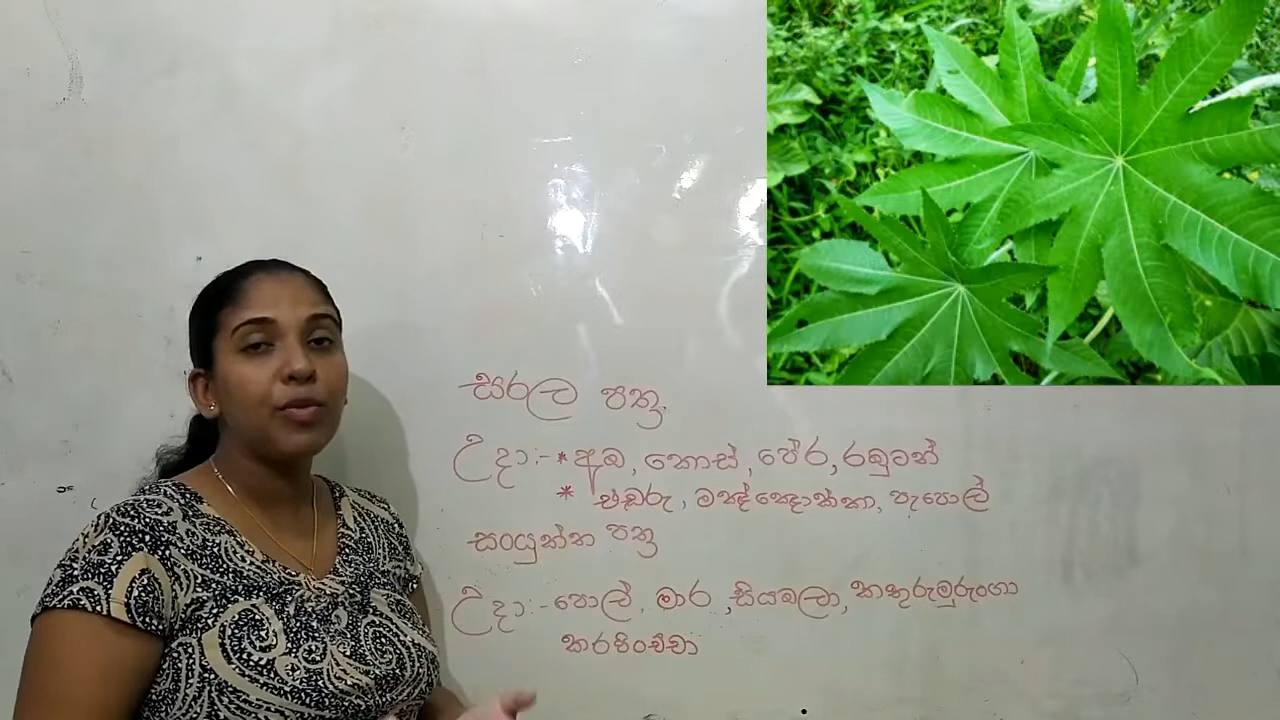 සරල පත්‍ර
උදා:- * අඹ, කොස්, පේර, රඹුටන්
* එඬරු, මඤ්ඤොක්කා, පැපොල්
සංයුක්ත පත්‍ර
උදා:- පොල්, මාර, සියඹලා, කතුරුමුරුංගා
කරපිංච්චා